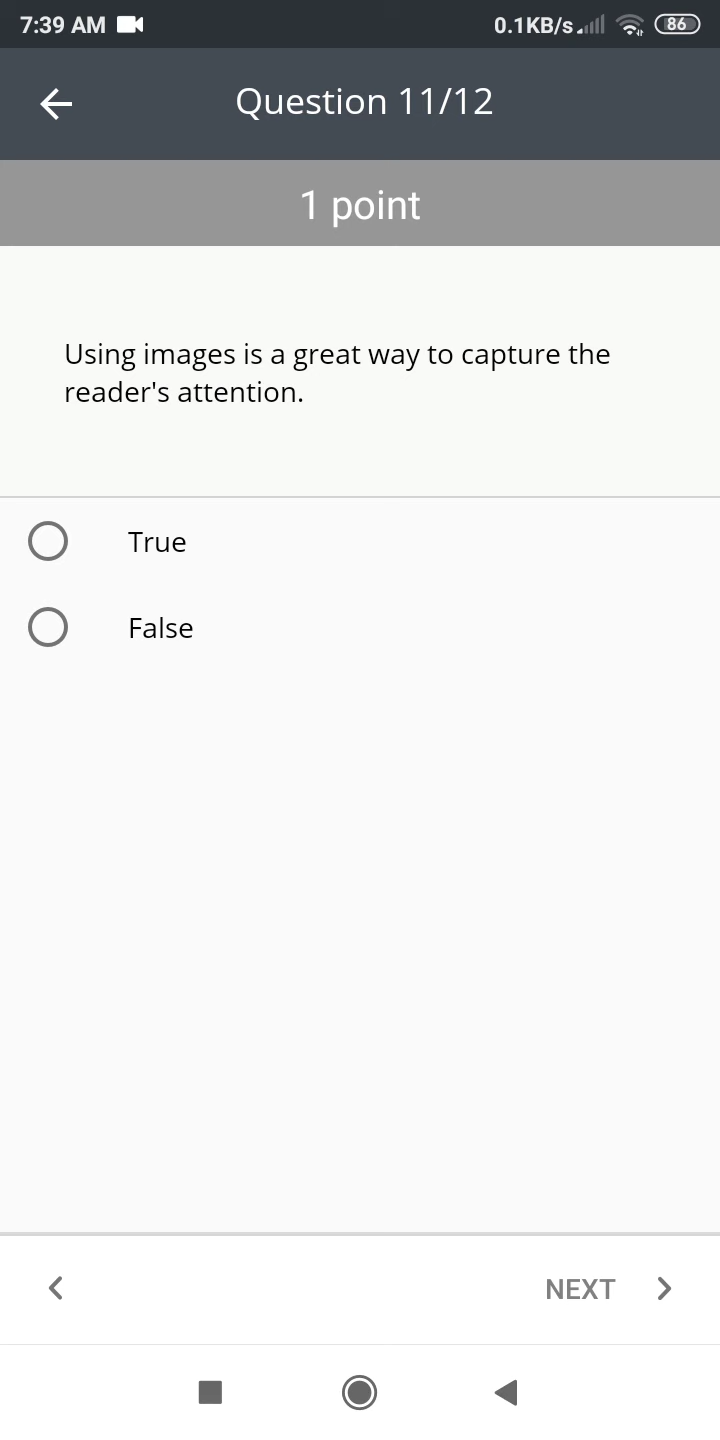 7:39 AM 0.1KB/s 86
Question 11/12
1 point
Using images is a great way to capture the
reader's attention.
True
False
NEXT